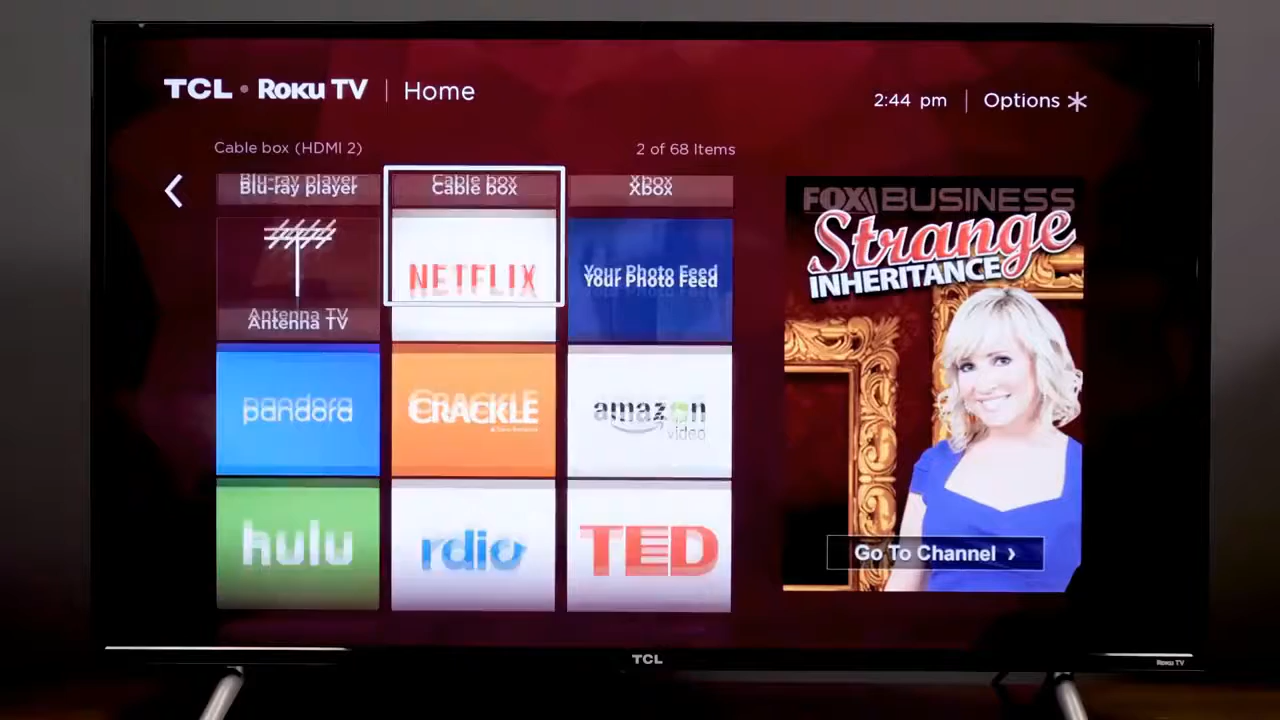 TCL • Roku TV | Home
2:44 pm | Options
Cable box (HDMI 2)
2 of 68 Items
Blu-ray player
Cable box
Xbox
Antenna TV
NETFLIX
Your Photo Feed
pandora
CRACKLE
amazon
video
hulu
rdio
TED
FOX BUSINESS
Strange
INHERITANCE
Go To Channel ›
TCL
Roku TV